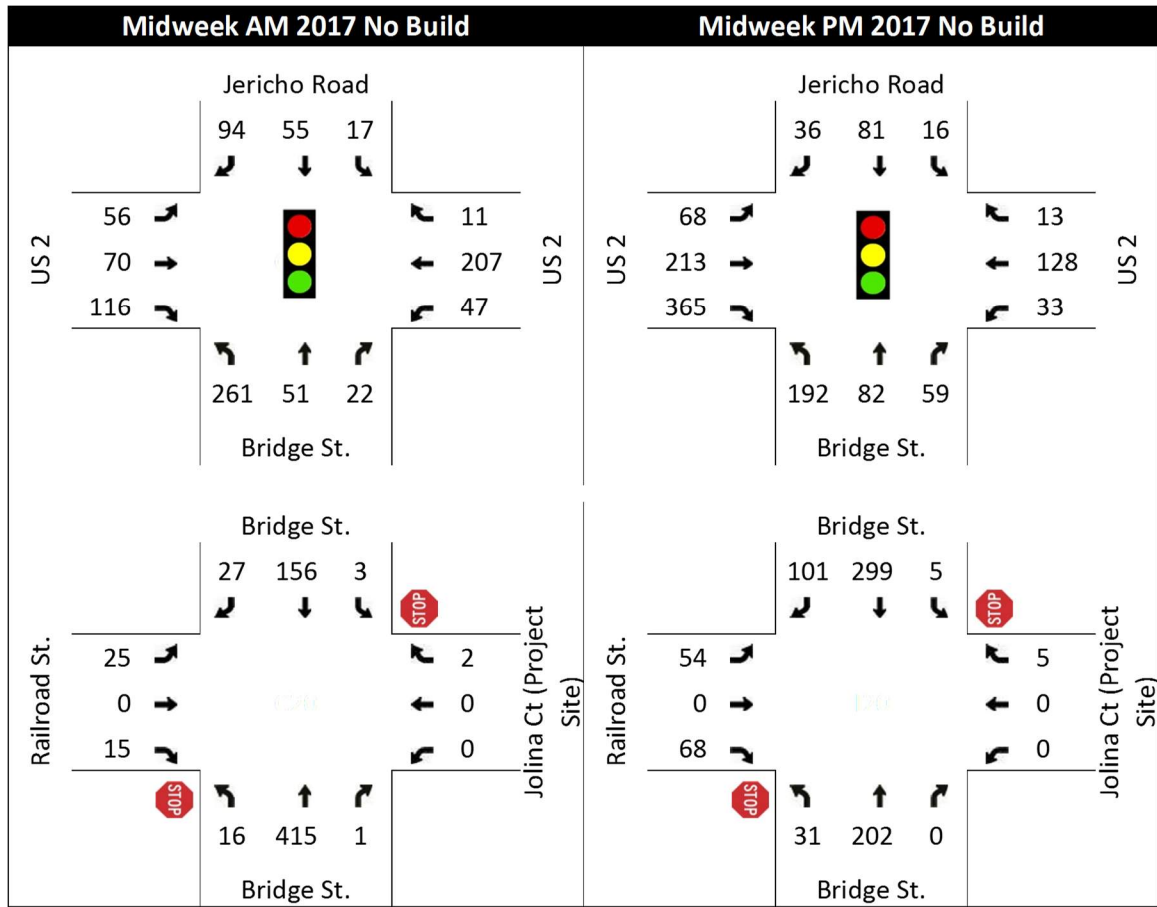 Midweek AM 2017 No Build
Jericho Road
94 55 17
56
70
116
US 2
11
207
47
US 2
261 51 22
Bridge St.
Bridge St.
27 156 3
STOP
Railroad St.
25
0
15
2
0
0
Jolina Ct (Project
Site)
STOP
16 415 1
Bridge St.
Midweek PM 2017 No Build
Jericho Road
36 81 16
68
213
365
US 2
13
128
33
US 2
192 82 59
Bridge St.
Bridge St.
101 299 5
STOP
Railroad St.
54
0
68
5
0
0
Jolina Ct (Project
Site)
STOP
31 202 0
Bridge St.